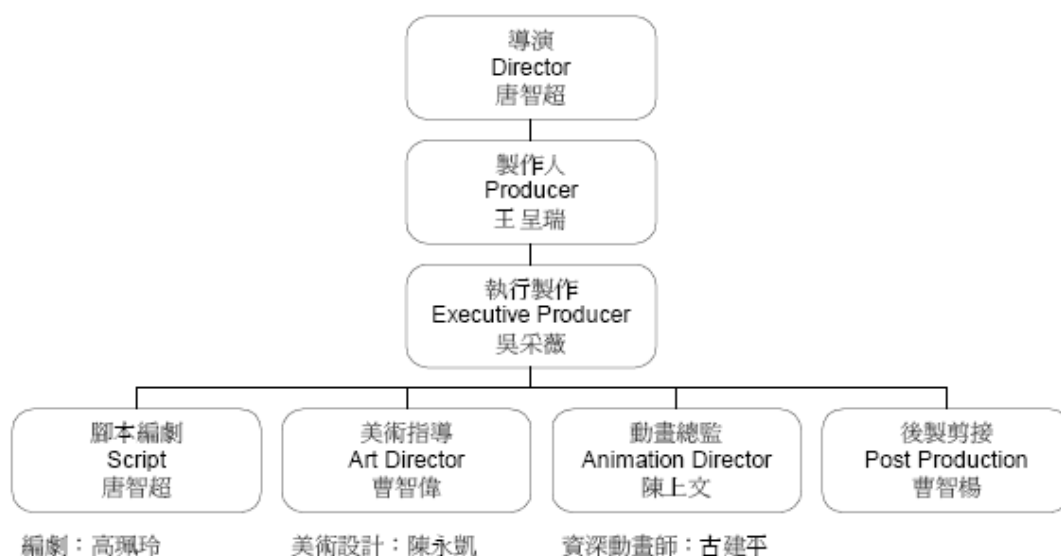 導演
Director
唐智超
製作人
Producer
王呈瑞
執行製作
Executive Producer
吳采薇
腳本編劇
Script
唐智超
美術指導
Art Director
曹智偉
動畫總監
Animation Director
陳上文
後製剪接
Post Production
曹智楊
編劇：高珮玲
美術設計：陳永凱
資深動畫師：古建平